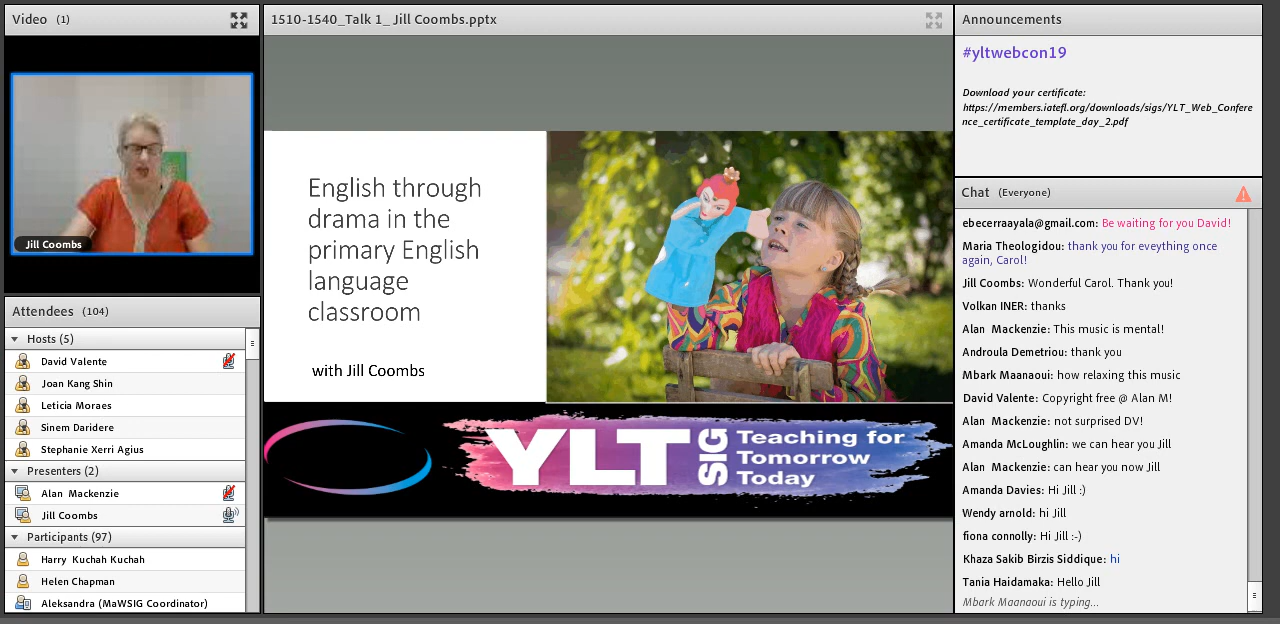 Video (1)
Jill Coombs
Attendees (104)
Hosts (5)
David Valente
Joan Kang Shin
Leticia Moraes
Sinem Daridere
Stephanie Xerri Agius
Presenters (2)
Alan Mackenzie
Jill Coombs
Participants (97)
Harry Kuchah Kuchah
Helen Chapman
Aleksandra (MaWSIG Coordinator)
1510-1540_Talk 1_ Jill Coombs.pptx
English through
drama in the
primary English
language
classroom
with Jill Coombs
YLT SIG
Teaching for
Tomorrow
Today
Announcements
#yltwebcon19
Download your certificate:
https://members.iatefl.org/downloads/sigs/YLT_Web_Confere
nce_certificate_template_day_2.pdf
Chat (Everyone)
ebecerraayala@gmail.com: Be waiting for you David!
Maria Theologidou: thank you for eveything once
again, Carol!
Jill Coombs: Wonderful Carol. Thank you!
Volkan INER: thanks
Alan Mackenzie: This music is mental!
Androula Demetriou: thank you
Mbark Maanaoui: how relaxing this music
David Valente: Copyright free @ Alan M!
Alan Mackenzie: not surprised DV!
Amanda McLoughlin: we can hear you Jill
Alan Mackenzie: can hear you now Jill
Amanda Davies: Hi Jill :)
Wendy arnold: hi Jill
fiona connolly: Hi Jill :-)
Khaza Sakib Birzis Siddique: hi
Tania Haidamaka: Hello Jill
Mbark Maanaoui is typing...